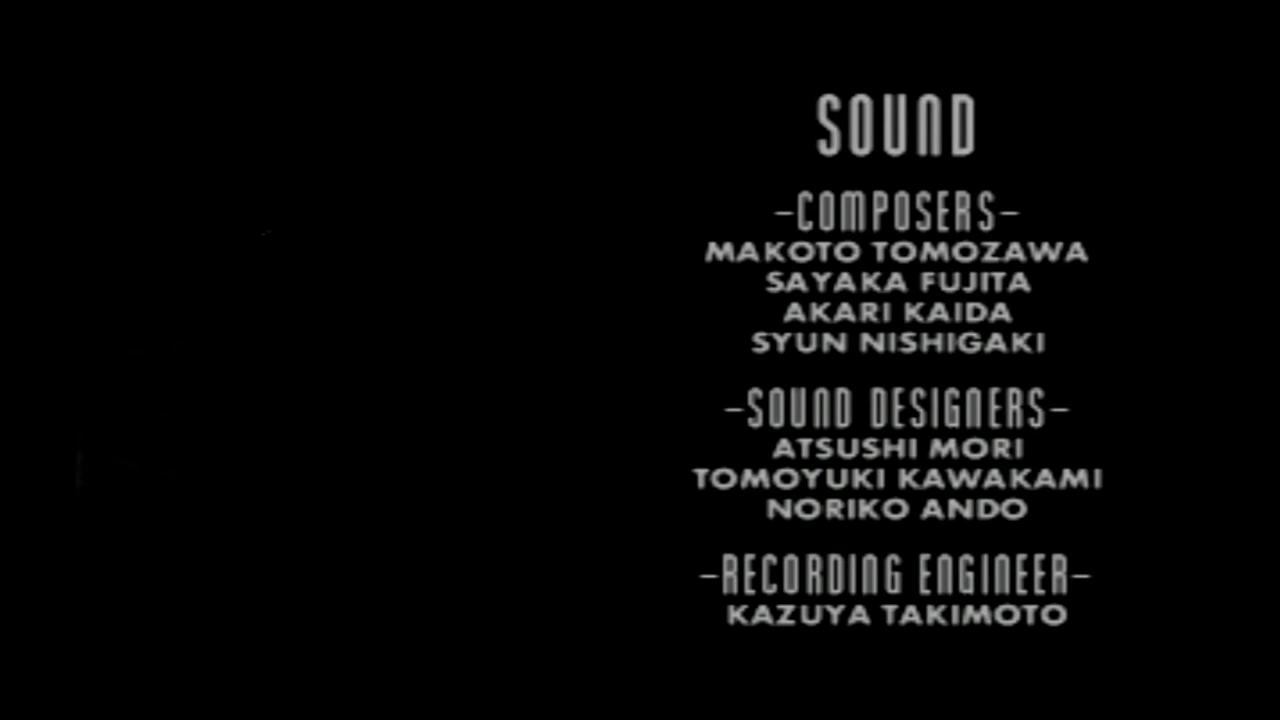 SOUND
-COMPOSERS-
MAKOTO TOMOZAWA
SAYAKA FUJITA
AKARI KAIDA
SYUN NISHIGAKI
-SOUND DESIGNERS-
ATSUSHI MORI
TOMOYUKI KAWAKAMI
NORIKO ANDO
-RECORDING ENGINEER-
KAZUYA TAKIMOTO